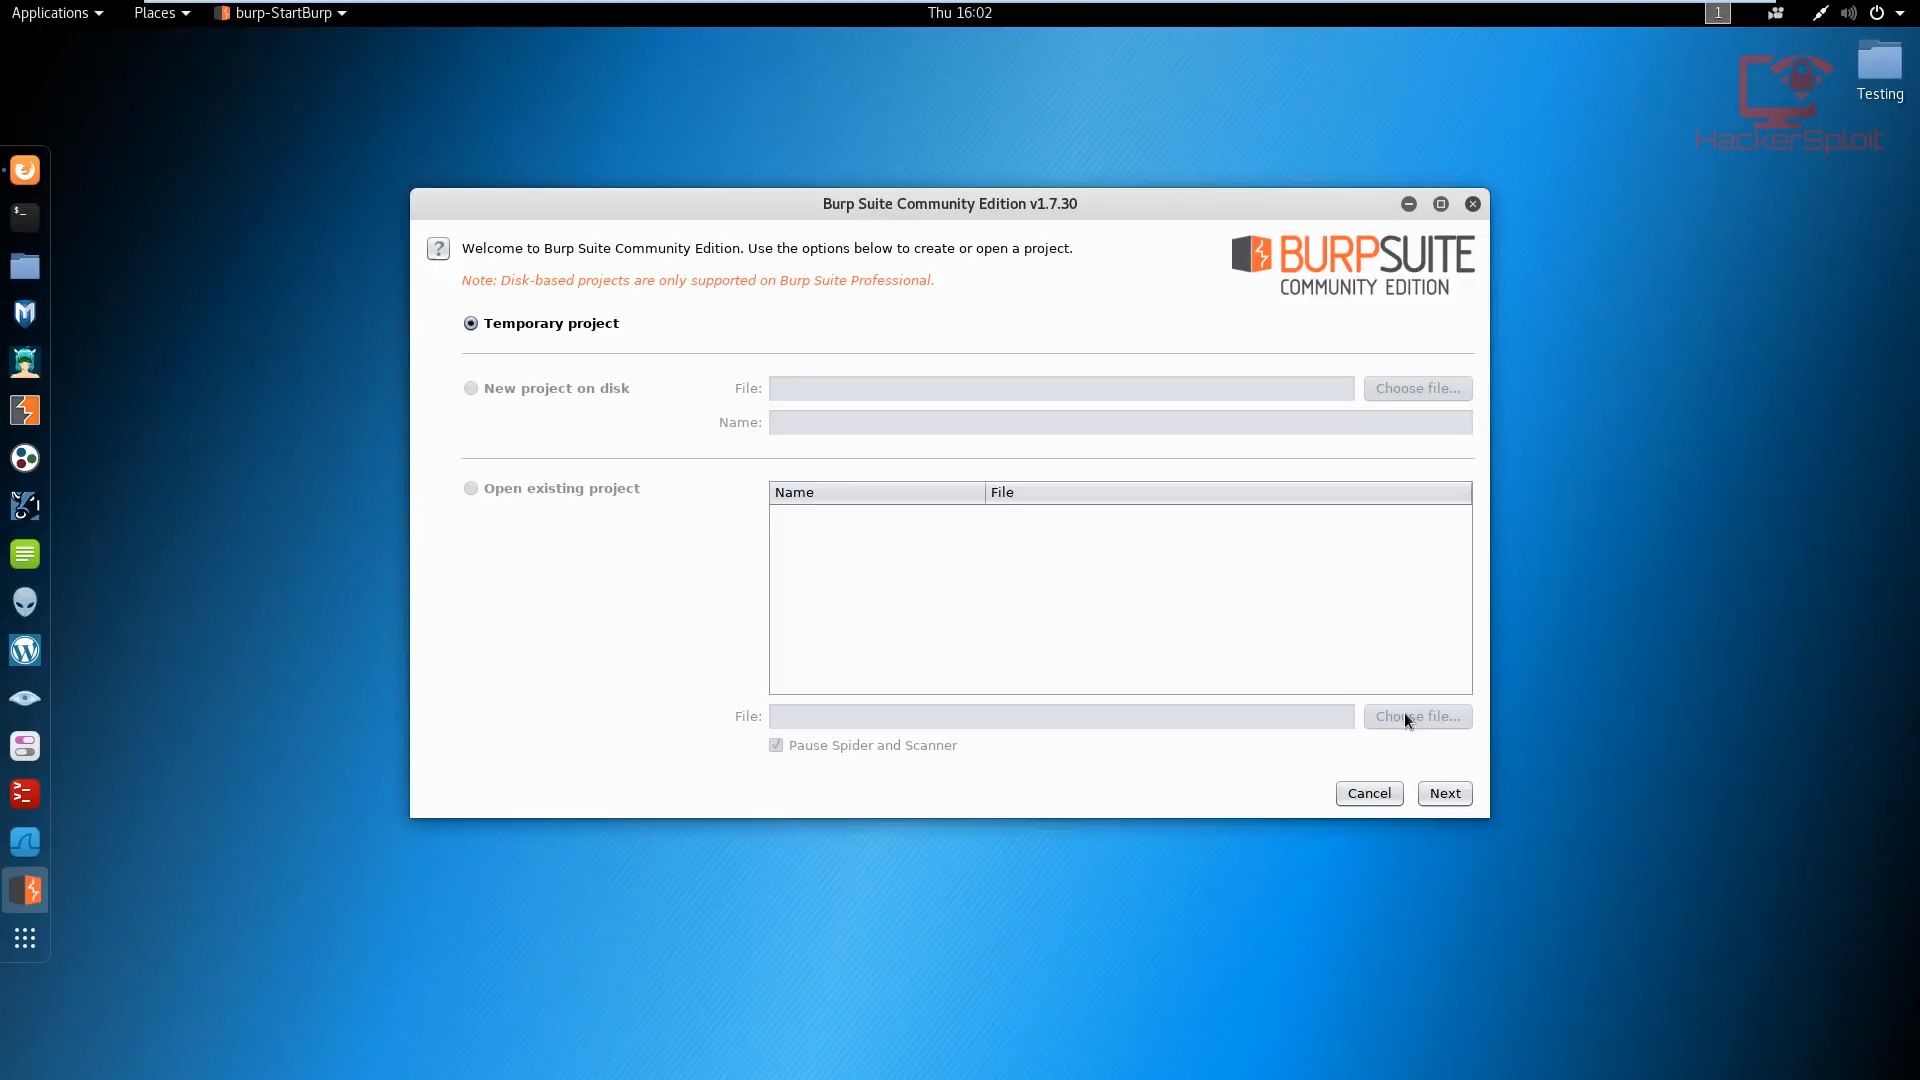 Applications Places burp-StartBurp Thu 16:02 1
Testing
HackerSploit
$_
Burp Suite Community Edition v1.7.30
? Welcome to Burp Suite Community Edition. Use the options below to create or open a project.
BURPSUITE
COMMUNITY EDITION
Note: Disk-based projects are only supported on Burp Suite Professional.
Temporary project
New project on disk File: Choose file...
Name:
Open existing project Name File
File: Choose file...
Pause Spider and Scanner
Cancel Next